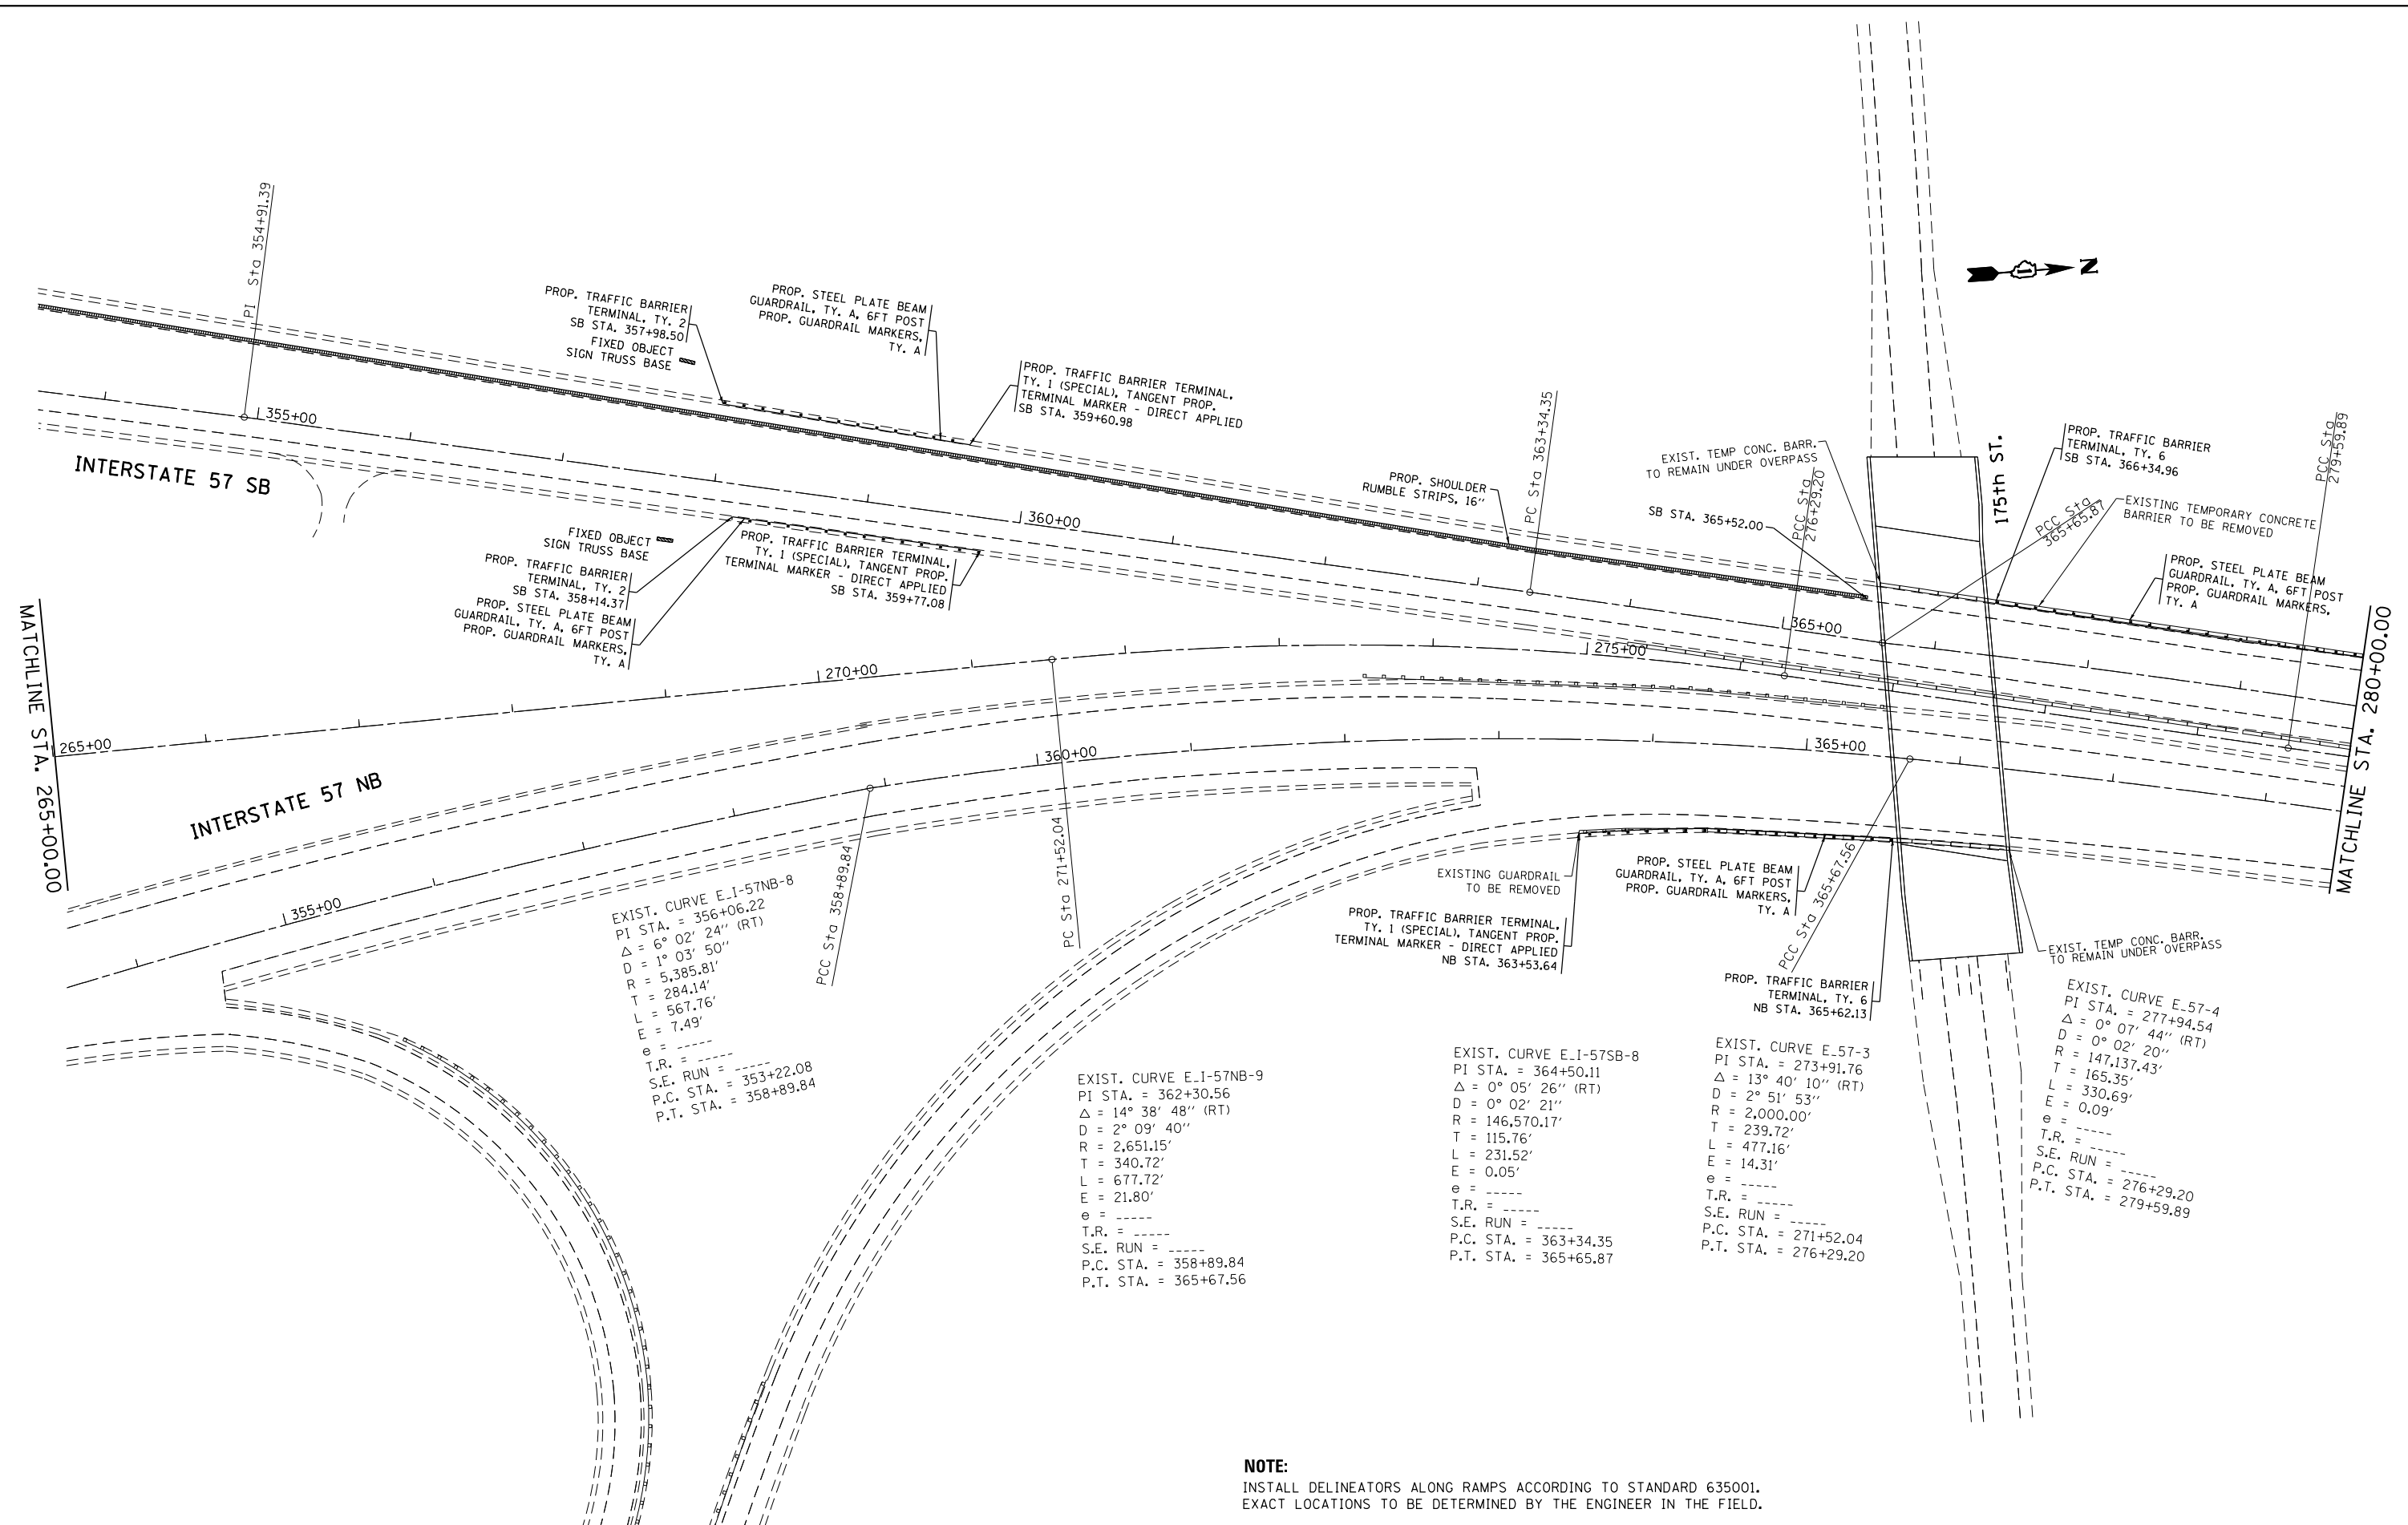 PI Sta 354+91.39
PROP. TRAFFIC BARRIER
TERMINAL, TY. 2
SB STA. 357+98.50
FIXED OBJECT
SIGN TRUSS BASE
PROP. STEEL PLATE BEAM
GUARDRAIL, TY. A, 6FT POST
PROP. GUARDRAIL MARKERS,
TY. A
PROP. TRAFFIC BARRIER TERMINAL,
TY. 1 (SPECIAL), TANGENT PROP.
TERMINAL MARKER - DIRECT APPLIED
SB STA. 359+60.98
N
355+00
INTERSTATE 57 SB
360+00
PC Sta 363+34.35
PROP. SHOULDER
RUMBLE STRIPS, 16''
EXIST. TEMP CONC. BARR.
TO REMAIN UNDER OVERPASS
SB STA. 365+52.00
PCC Sta
276+29.20
175th ST.
PROP. TRAFFIC BARRIER
TERMINAL, TY. 6
SB STA. 366+34.96
PCC Sta
365+65.87
EXISTING TEMPORARY CONCRETE
BARRIER TO BE REMOVED
PCC Sta
279+59.89
PROP. STEEL PLATE BEAM
GUARDRAIL, TY. A, 6FT POST
PROP. GUARDRAIL MARKERS,
TY. A
FIXED OBJECT
SIGN TRUSS BASE
PROP. TRAFFIC BARRIER
TERMINAL, TY. 2
SB STA. 358+14.37
PROP. STEEL PLATE BEAM
GUARDRAIL, TY. A, 6FT POST
PROP. GUARDRAIL MARKERS,
TY. A
PROP. TRAFFIC BARRIER TERMINAL,
TY. 1 (SPECIAL), TANGENT PROP.
TERMINAL MARKER - DIRECT APPLIED
SB STA. 359+77.08
365+00
MATCHLINE STA. 265+00.00
265+00
270+00
275+00
MATCHLINE STA. 280+00.00
INTERSTATE 57 NB
355+00
360+00
365+00
PCC Sta 358+89.84
PC Sta 271+52.04
EXISTING GUARDRAIL
TO BE REMOVED
PROP. TRAFFIC BARRIER TERMINAL,
TY. 1 (SPECIAL), TANGENT PROP.
TERMINAL MARKER - DIRECT APPLIED
NB STA. 363+53.64
PROP. STEEL PLATE BEAM
GUARDRAIL, TY. A, 6FT POST
PROP. GUARDRAIL MARKERS,
TY. A
PCC Sta 365+67.56
PROP. TRAFFIC BARRIER
TERMINAL, TY. 6
NB STA. 365+62.13
EXIST. TEMP CONC. BARR.
TO REMAIN UNDER OVERPASS
EXIST. CURVE E_I-57NB-8
PI STA. = 356+06.22
Δ = 6° 02' 24'' (RT)
D = 1° 03' 50''
R = 5,385.81'
T = 284.14'
L = 567.76'
E = 7.49'
e = -----
T.R. = -----
S.E. RUN = -----
P.C. STA. = 353+22.08
P.T. STA. = 358+89.84
EXIST. CURVE E_I-57NB-9
PI STA. = 362+30.56
Δ = 14° 38' 48'' (RT)
D = 2° 09' 40''
R = 2,651.15'
T = 340.72'
L = 677.72'
E = 21.80'
e = -----
T.R. = -----
S.E. RUN = -----
P.C. STA. = 358+89.84
P.T. STA. = 365+67.56
EXIST. CURVE E_I-57SB-8
PI STA. = 364+50.11
Δ = 0° 05' 26'' (RT)
D = 0° 02' 21''
R = 146,570.17'
T = 115.76'
L = 231.52'
E = 0.05'
e = -----
T.R. = -----
S.E. RUN = -----
P.C. STA. = 363+34.35
P.T. STA. = 365+65.87
EXIST. CURVE E_57-3
PI STA. = 273+91.76
Δ = 13° 40' 10'' (RT)
D = 2° 51' 53''
R = 2,000.00'
T = 239.72'
L = 477.16'
E = 14.31'
e = -----
T.R. = -----
S.E. RUN = -----
P.C. STA. = 271+52.04
P.T. STA. = 276+29.20
EXIST. CURVE E_57-4
PI STA. = 277+94.54
Δ = 0° 07' 44'' (RT)
D = 0° 02' 20''
R = 147,137.43'
T = 165.35'
L = 330.69'
E = 0.09'
e = -----
T.R. = -----
S.E. RUN = -----
P.C. STA. = 276+29.20
P.T. STA. = 279+59.89
NOTE:
INSTALL DELINEATORS ALONG RAMPS ACCORDING TO STANDARD 635001.
EXACT LOCATIONS TO BE DETERMINED BY THE ENGINEER IN THE FIELD.